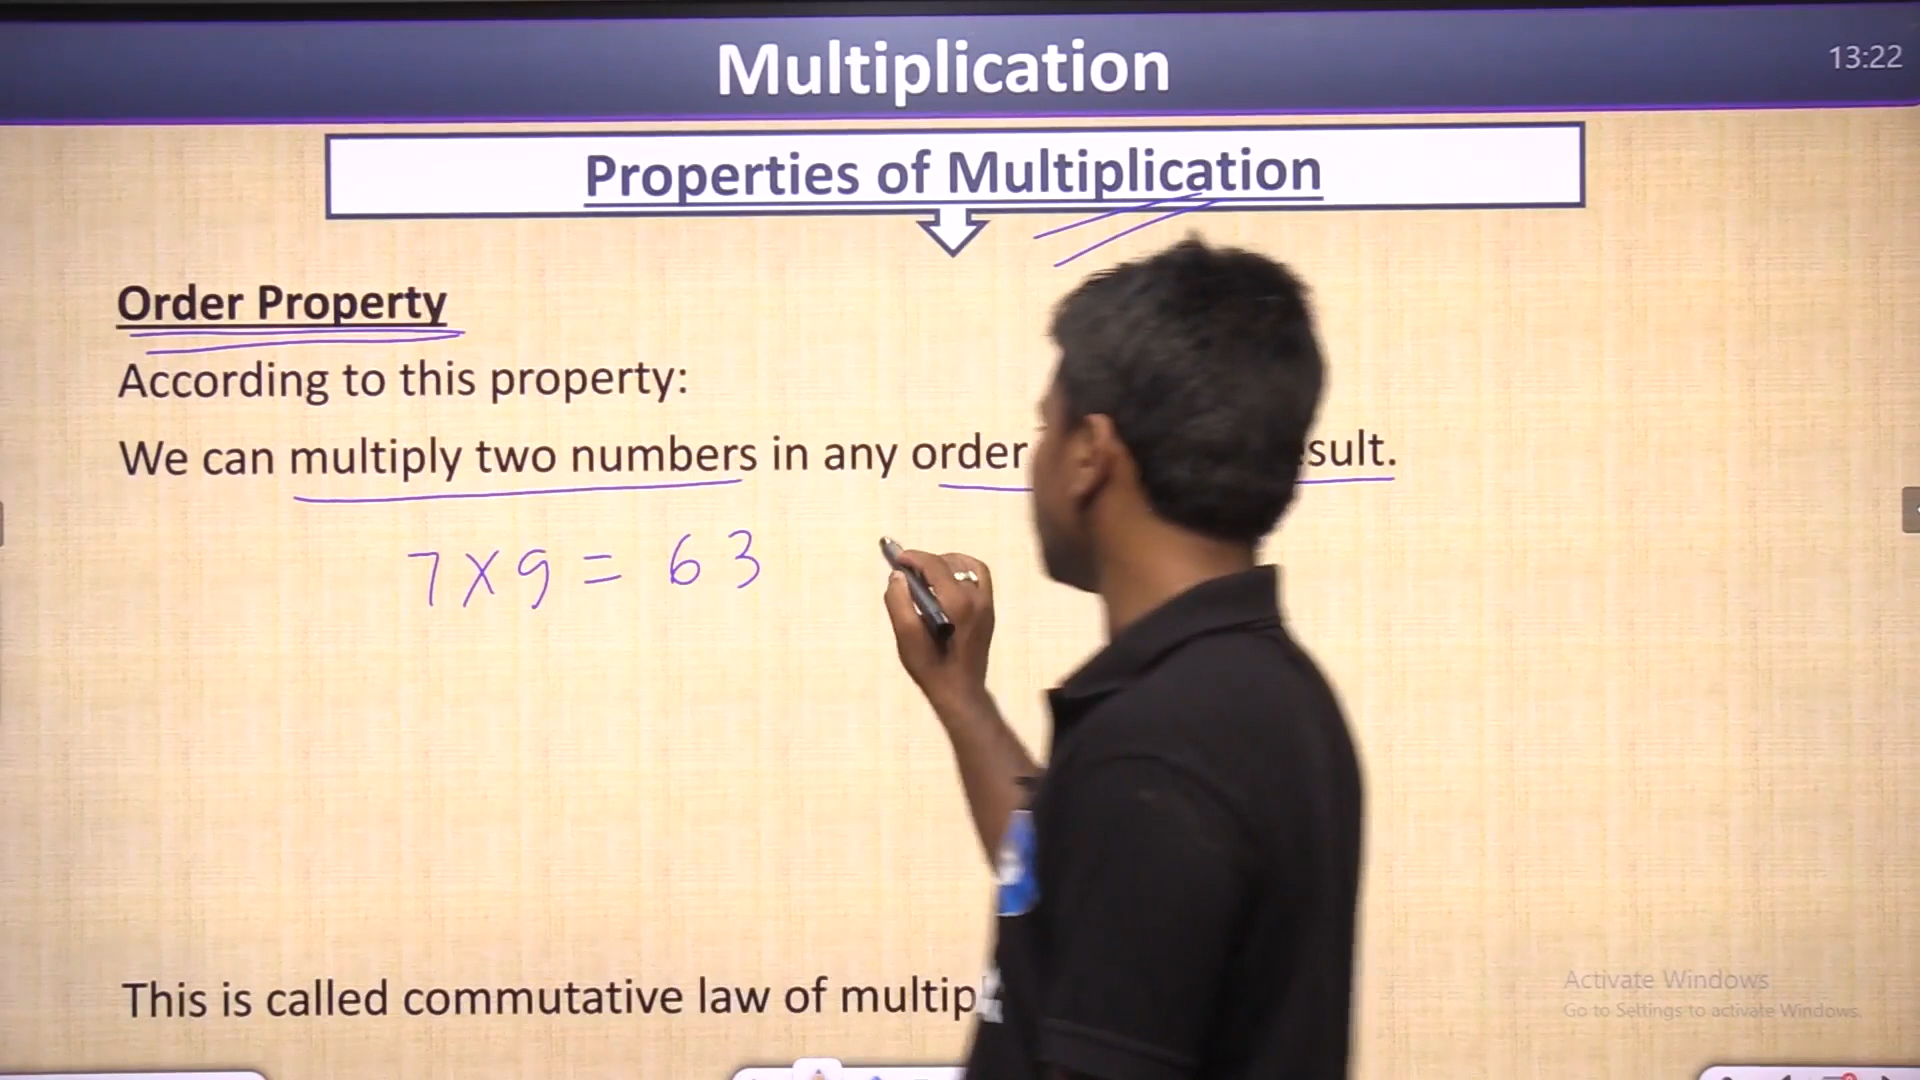 Multiplication
13:22
Properties of Multiplication
Order Property
According to this property:
We can multiply two numbers in any order sult.
7 x 9 = 63
This is called commutative law of multip
Activate Windows
Go to Settings to activate Windows.